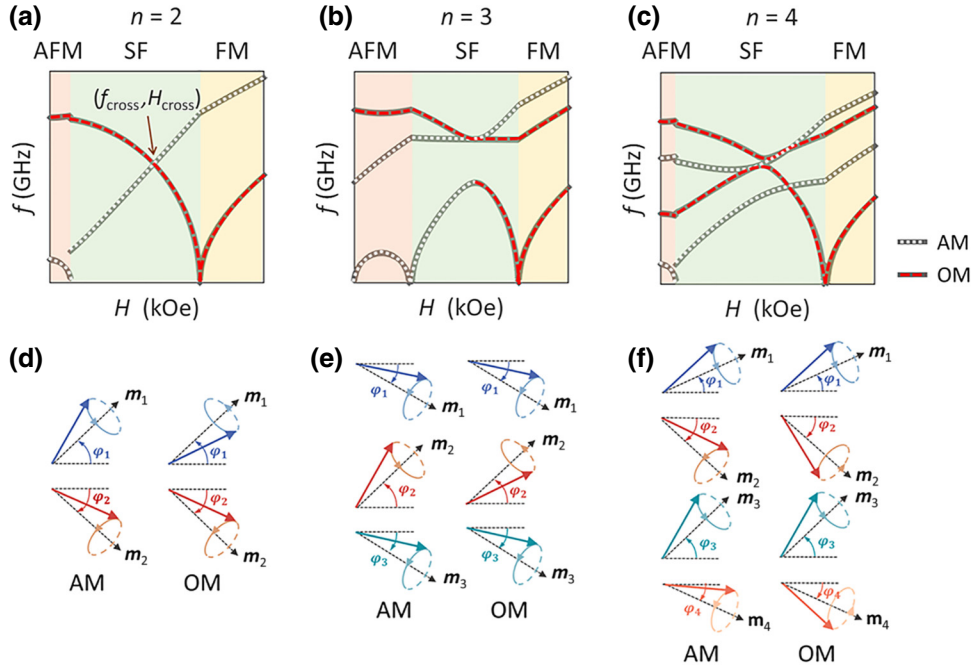 (a) n = 2
AFM SF FM
(f_cross, H_cross)
f (GHz)
H (kOe)
(b) n = 3
AFM SF FM
f (GHz)
H (kOe)
(c) n = 4
AFM SF FM
f (GHz)
H (kOe)
AM
OM
(d)
m₁ m₁
φ₁ φ₁
φ₂ φ₂
m₂ m₂
AM OM
(e)
φ₁ φ₁
m₁ m₁
m₂ m₂
φ₂ φ₂
φ₃ φ₃
m₃ m₃
AM OM
(f)
m₁ m₁
φ₁ φ₁
φ₂ φ₂
m₂ m₂
m₃ m₃
φ₃ φ₃
φ₄ φ₄
m₄ m₄
AM OM